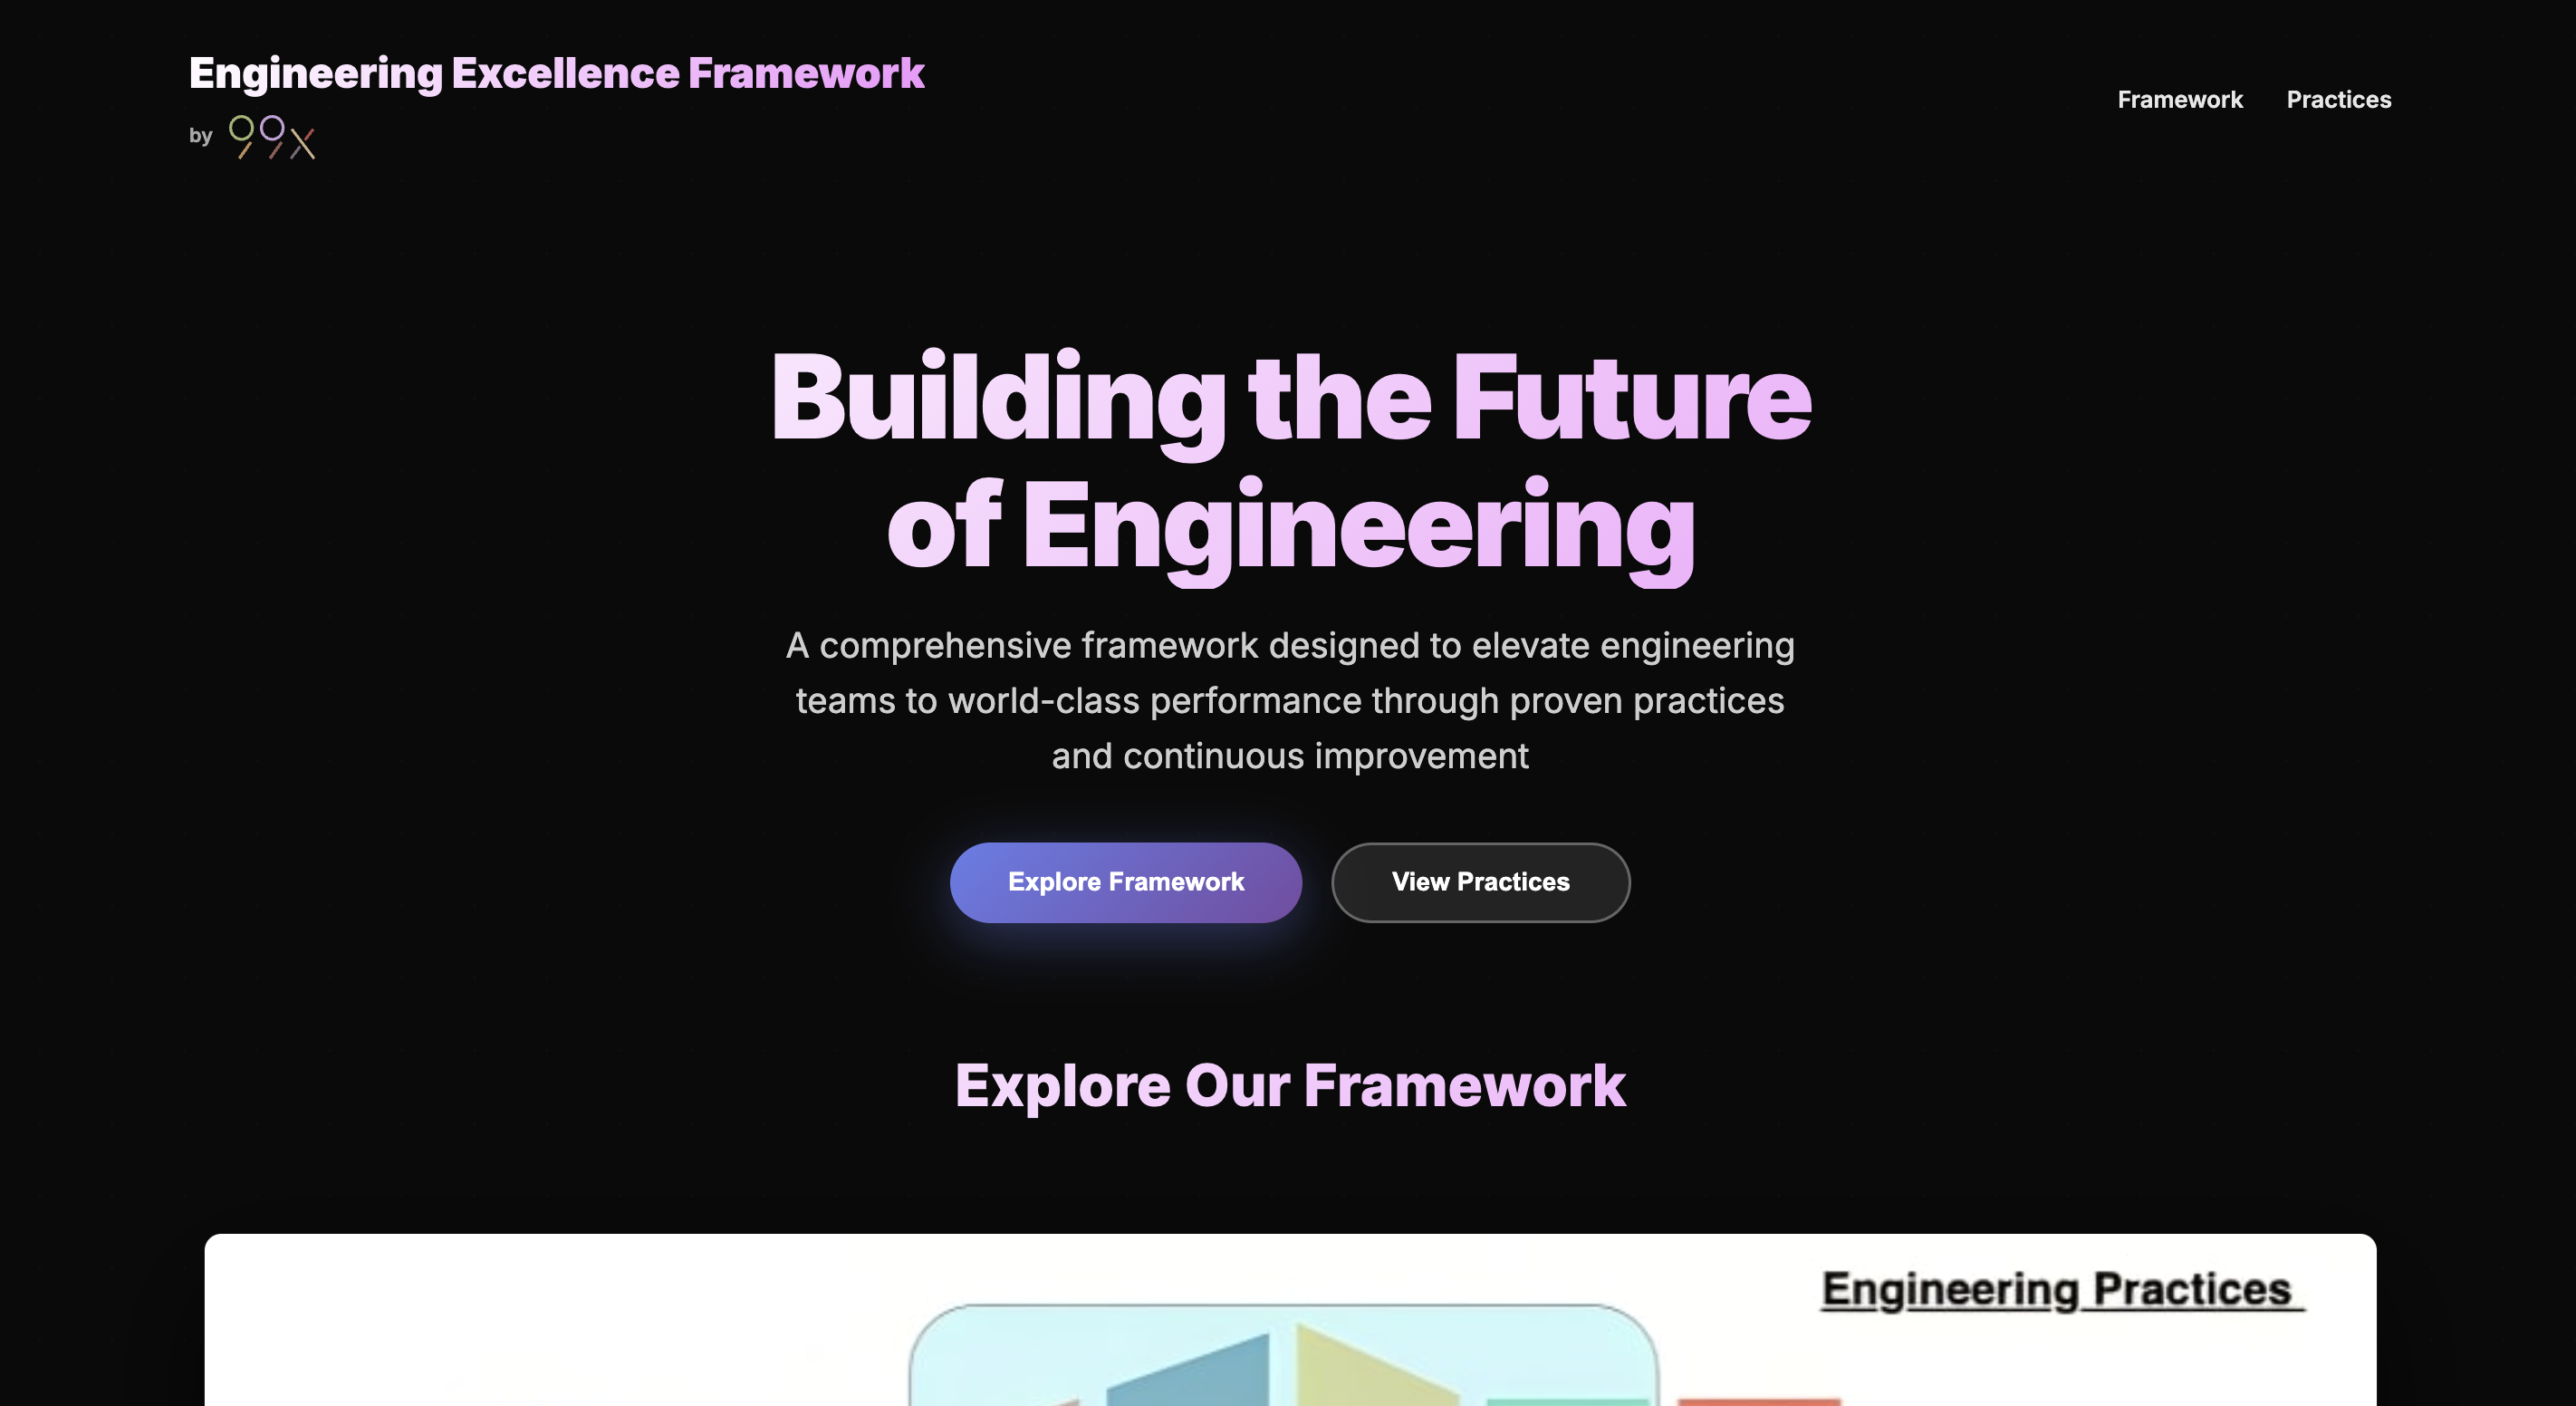 Engineering Excellence Framework
by 99x
Framework Practices
Building the Future
of Engineering
A comprehensive framework designed to elevate engineering
teams to world-class performance through proven practices
and continuous improvement
Explore Framework
View Practices
Explore Our Framework
Engineering Practices